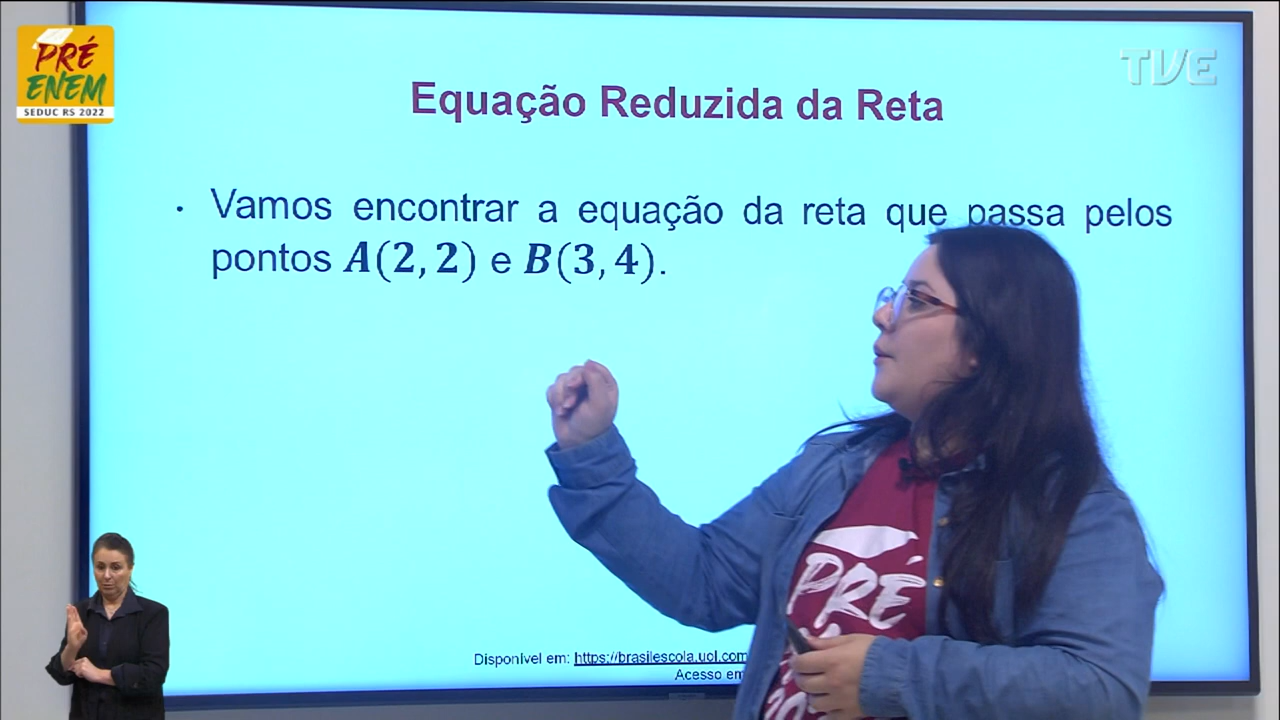 PRÉ
ENEM
SEDUC RS 2022
TVE
Equação Reduzida da Reta
• Vamos encontrar a equação da reta que passa pelos
pontos A(2,2) e B(3,4).
PRÉ
Disponível em: https://brasilescola.uol.com
Acesso em